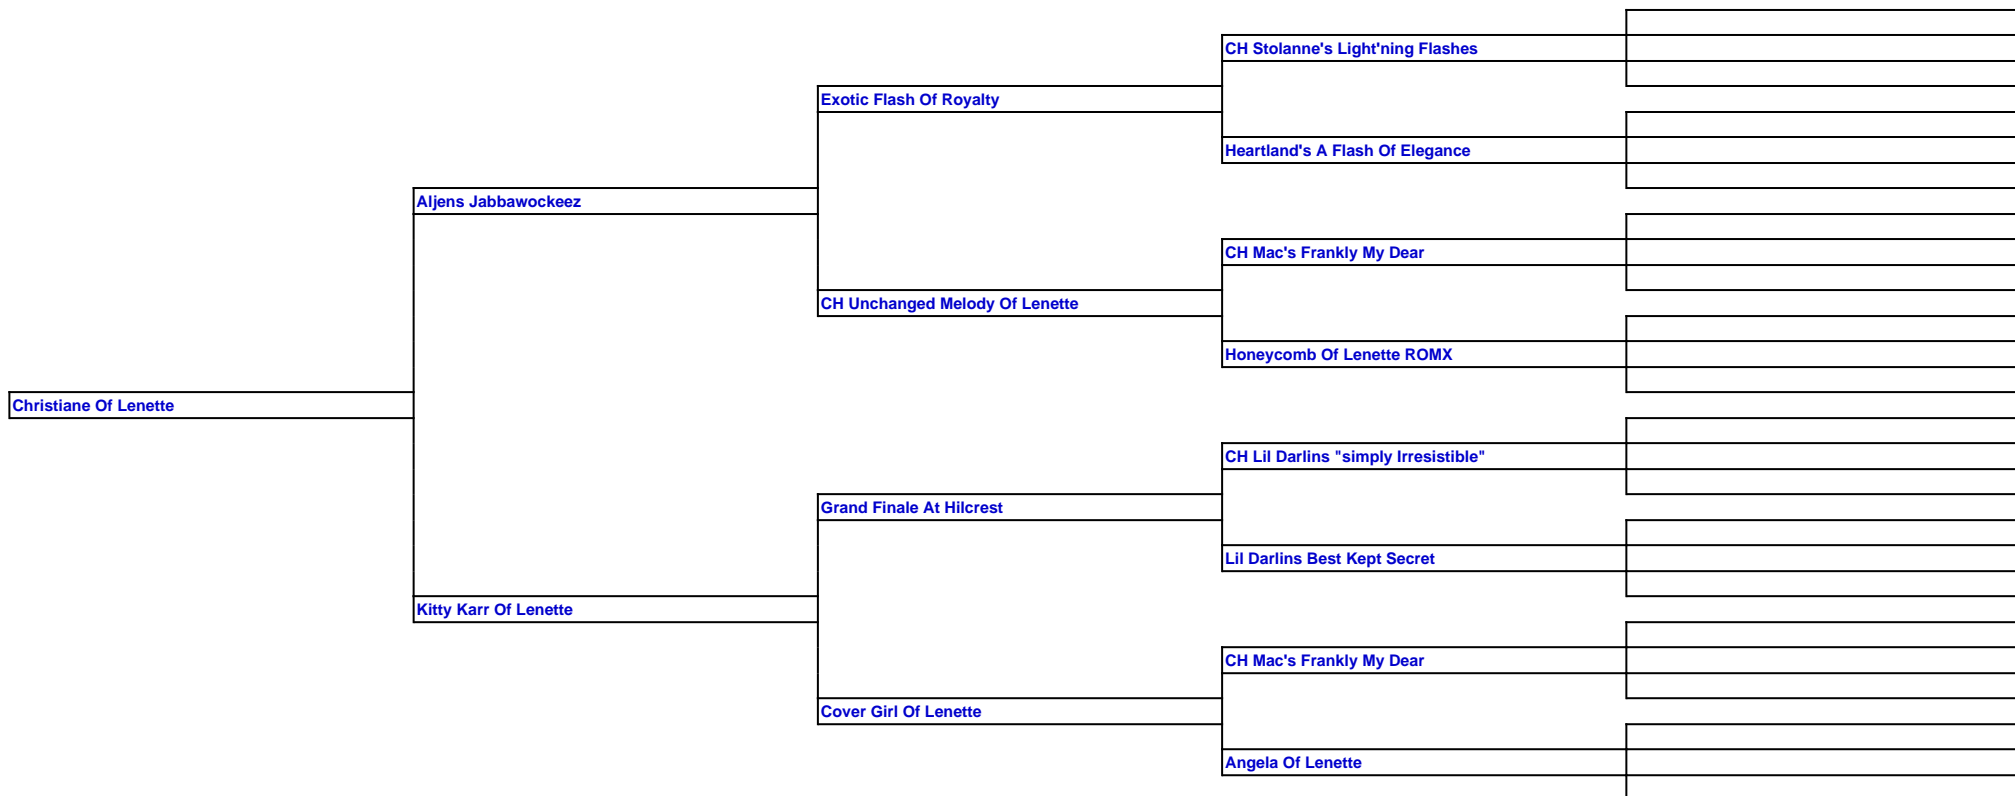 CH Stolanne's Light'ning Flashes
Exotic Flash Of Royalty
Heartland's A Flash Of Elegance
Aljens Jabbawockeez
CH Mac's Frankly My Dear
CH Unchanged Melody Of Lenette
Honeycomb Of Lenette ROMX
Christiane Of Lenette
CH Lil Darlins "simply Irresistible"
Grand Finale At Hilcrest
Lil Darlins Best Kept Secret
Kitty Karr Of Lenette
CH Mac's Frankly My Dear
Cover Girl Of Lenette
Angela Of Lenette